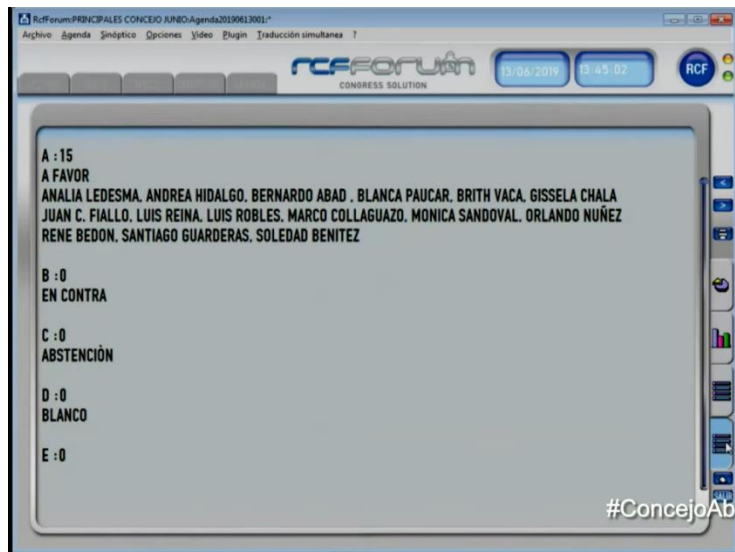 RcfForum:PRINCIPALES CONCEJO JUNIO:Agenda20190613001:*
Archivo Agenda Sinóptico Opciones Video Plugin Traducción simultanea ?
rcfforum
CONGRESS SOLUTION
13/06/2019
13:45:02
RCF
A :15
A FAVOR
ANALIA LEDESMA, ANDREA HIDALGO, BERNARDO ABAD , BLANCA PAUCAR, BRITH VACA, GISSELA CHALA
JUAN C. FIALLO, LUIS REINA, LUIS ROBLES, MARCO COLLAGUAZO, MONICA SANDOVAL, ORLANDO NUÑEZ
RENE BEDON, SANTIAGO GUARDERAS, SOLEDAD BENITEZ
B :0
EN CONTRA
C :0
ABSTENCIÒN
D :0
BLANCO
E :0
#ConcejoAb